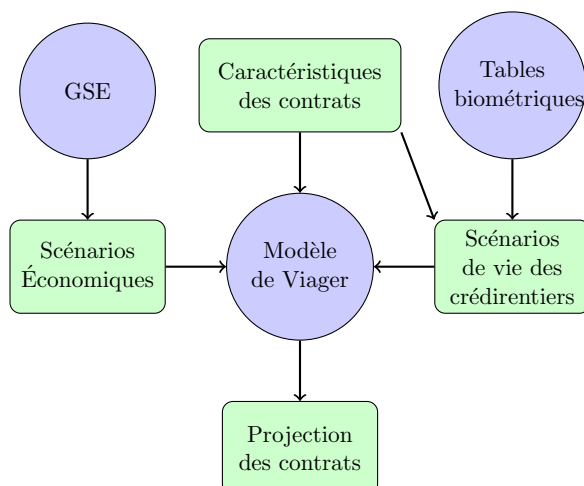 GSE
Caractéristiques
des contrats
Tables
biométriques
Scénarios
Économiques
Modèle
de Viager
Scénarios
de vie des
crédirentiers
Projection
des contrats